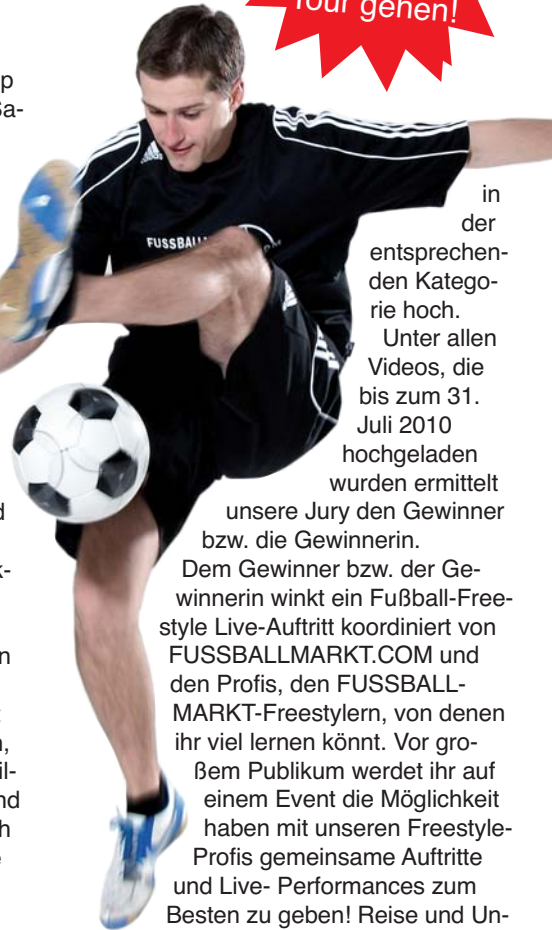 Tour gehen!
FUSSBALL
in
der
entsprechen-
den Katego-
rie hoch.
Unter allen
Videos, die
bis zum 31.
Juli 2010
hochgeladen
wurden ermittelt
unsere Jury den Gewinner
bzw. die Gewinnerin.
Dem Gewinner bzw. der Ge-
winnerin winkt ein Fußball-Free-
style Live-Auftritt koordiniert von
FUSSBALLMARKT.COM und
den Profis, den FUSSBALL-
MARKT-Freestylern, von denen
ihr viel lernen könnt. Vor gro-
ßem Publikum werdet ihr auf
einem Event die Möglichkeit
haben mit unseren Freestyle-
Profis gemeinsame Auftritte
und Live- Performances zum
Besten zu geben! Reise und Un-